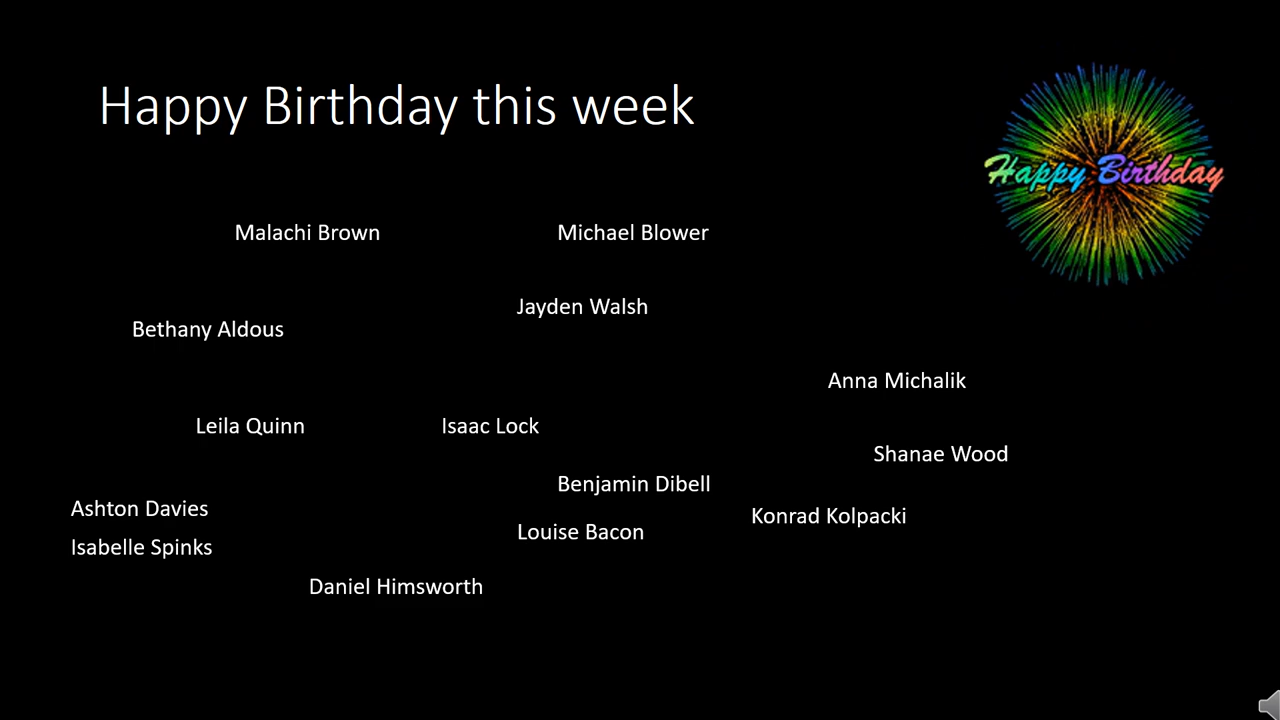 Happy Birthday this week
Happy Birthday
Malachi Brown
Michael Blower
Jayden Walsh
Bethany Aldous
Anna Michalik
Leila Quinn
Isaac Lock
Shanae Wood
Benjamin Dibell
Ashton Davies
Konrad Kolpacki
Louise Bacon
Isabelle Spinks
Daniel Himsworth